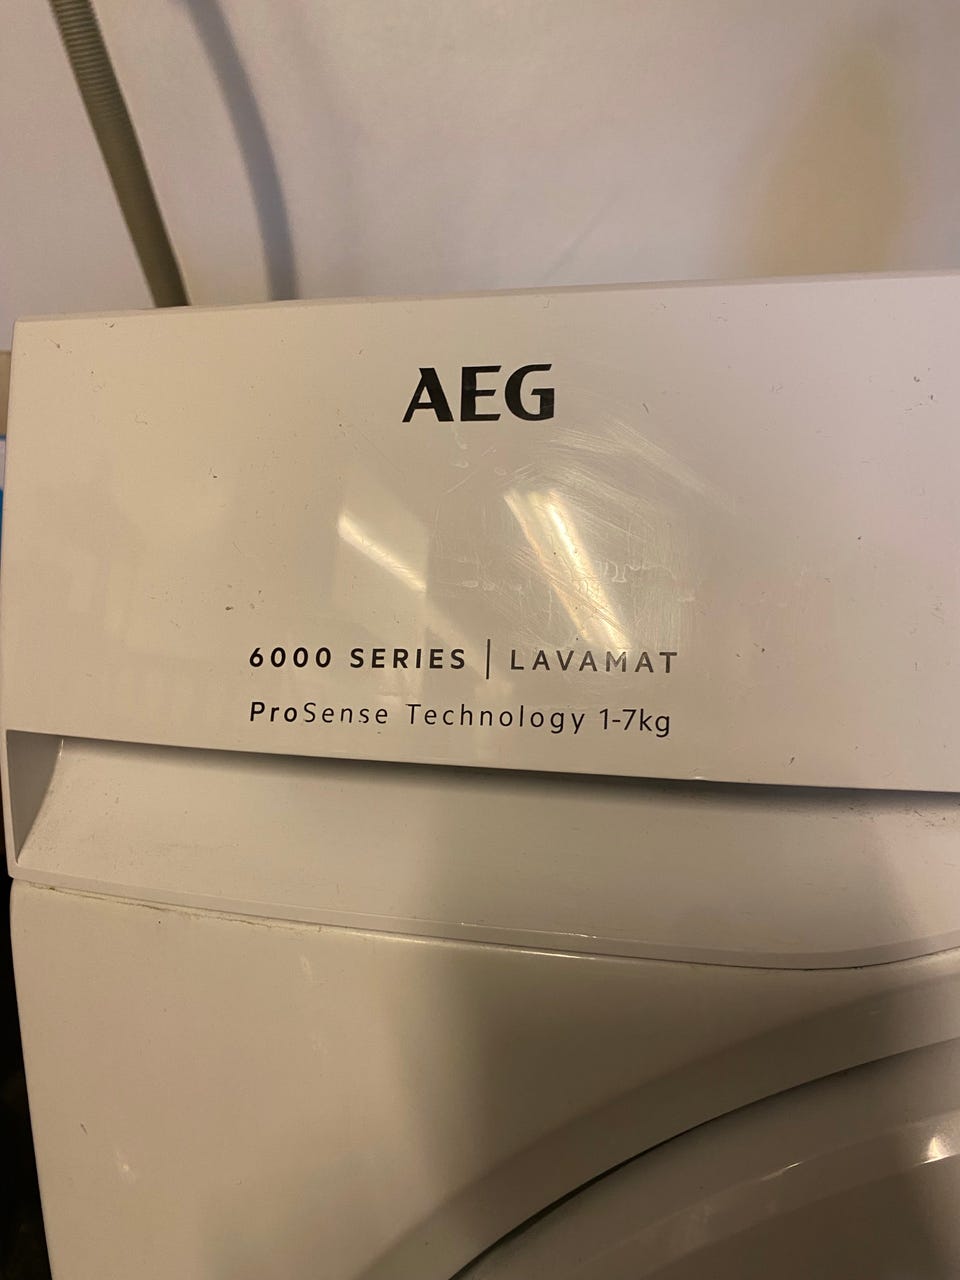 AEG
6000 SERIES | LAVAMAT
ProSense Technology 1-7kg